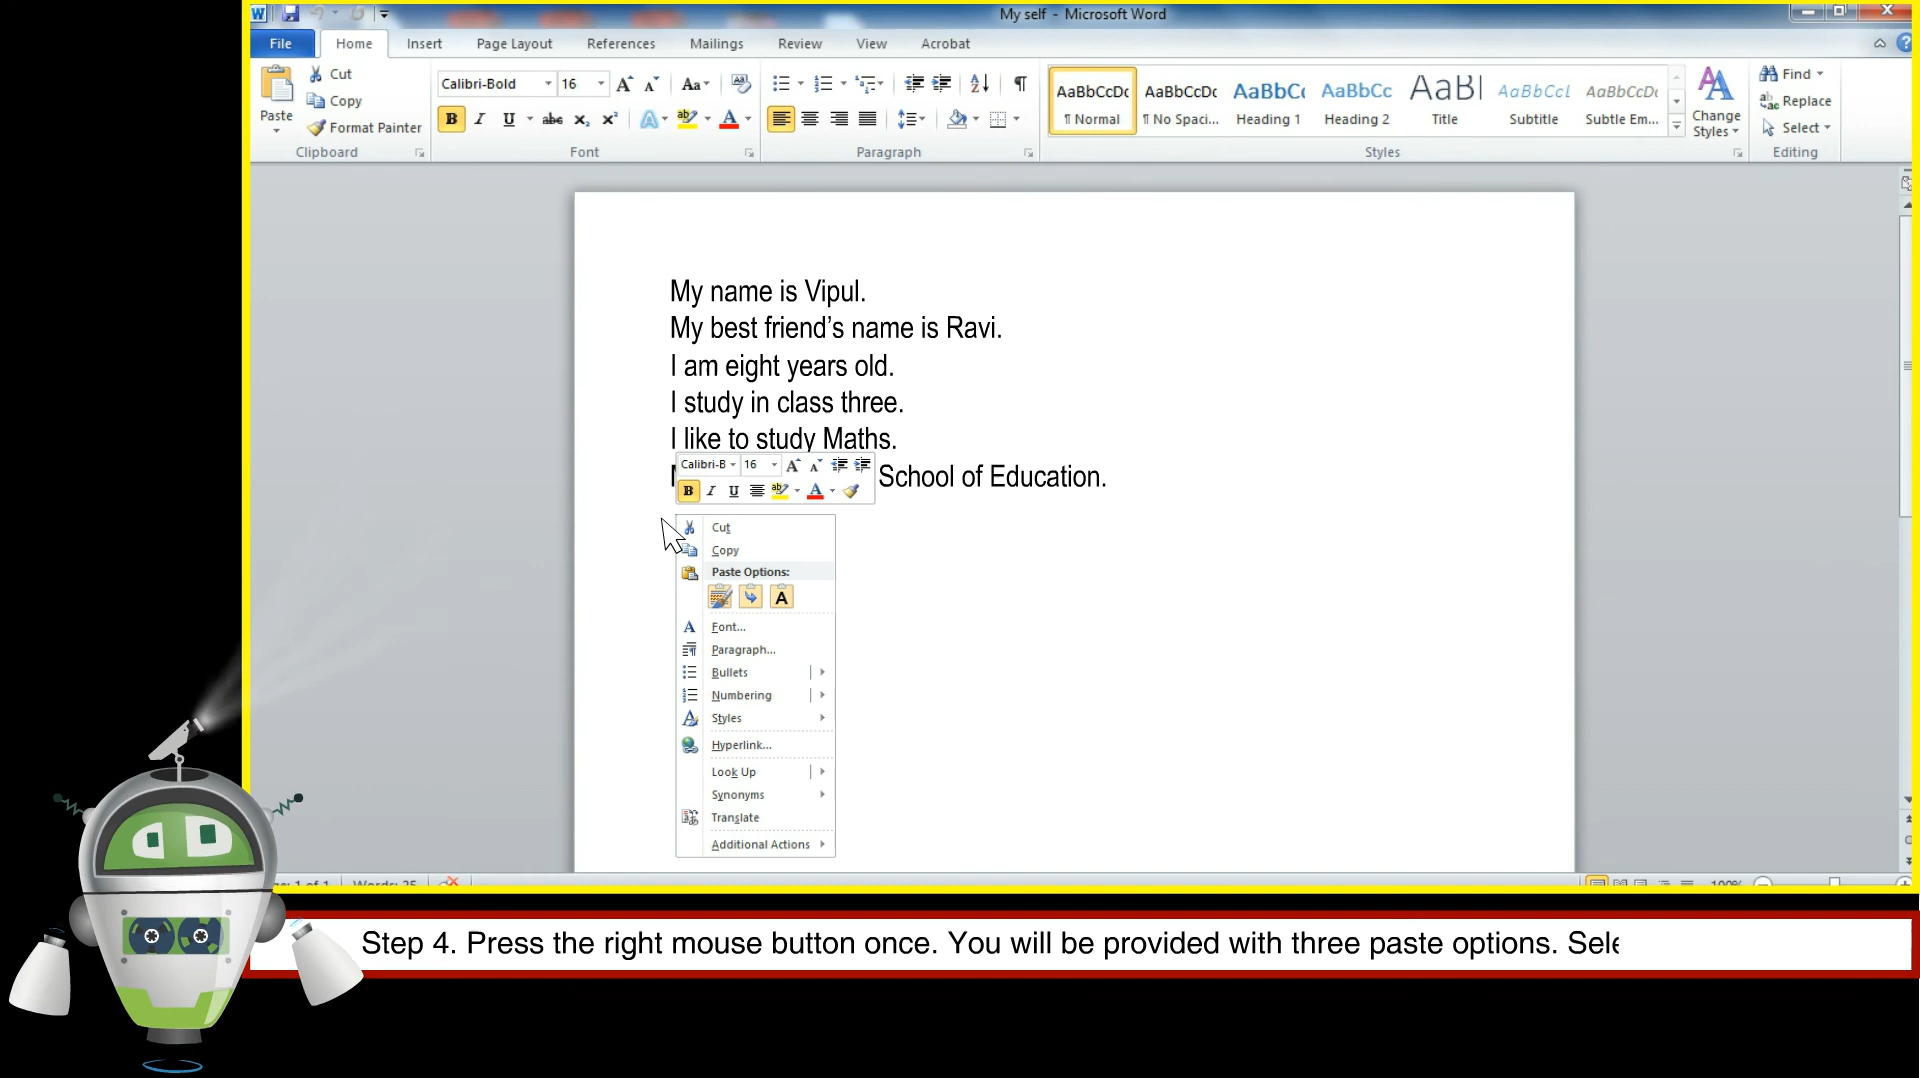 My self - Microsoft Word
File Home Insert Page Layout References Mailings Review View Acrobat
Paste
Cut
Copy
Format Painter
Clipboard
Calibri-Bold 16
Font
Paragraph
AaBbCcDc AaBbCcDc AaBbCc AaBbCc AaBl AaBbCcL AaBbCcDc
¶ Normal ¶ No Spaci... Heading 1 Heading 2 Title Subtitle Subtle Em...
Change Styles
Styles
Find
Replace
Select
Editing
My name is Vipul.
My best friend's name is Ravi.
I am eight years old.
I study in class three.
I like to study Maths.
School of Education.
Calibri-B 16
Cut
Copy
Paste Options:
Font...
Paragraph...
Bullets
Numbering
Styles
Hyperlink...
Look Up
Synonyms
Translate
Additional Actions
Step 4. Press the right mouse button once. You will be provided with three paste options. Sele